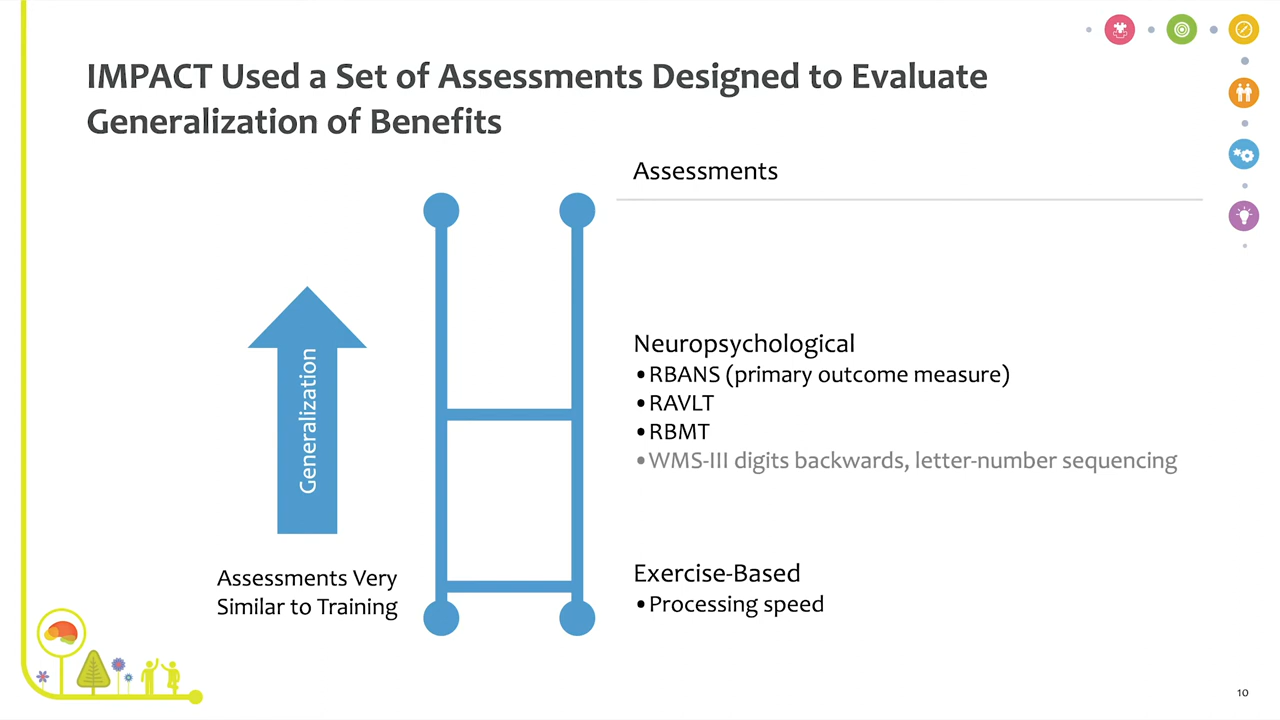 IMPACT Used a Set of Assessments Designed to Evaluate
Generalization of Benefits
Assessments
Generalization
Neuropsychological
•RBANS (primary outcome measure)
•RAVLT
•RBMT
•WMS-III digits backwards, letter-number sequencing
Assessments Very
Similar to Training
Exercise-Based
•Processing speed
10